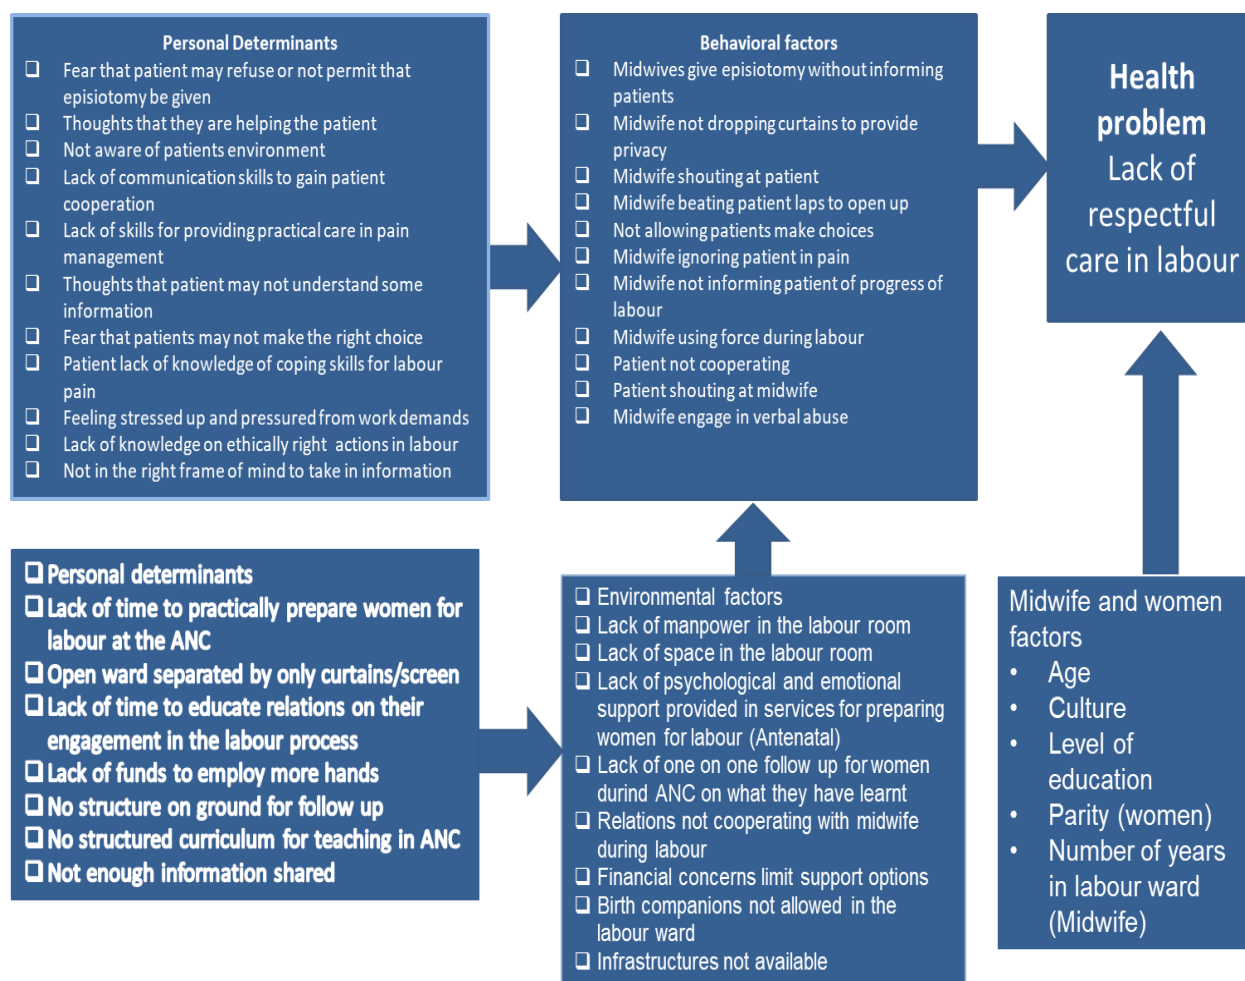 Personal Determinants
❑ Fear that patient may refuse or not permit that
episiotomy be given
❑ Thoughts that they are helping the patient
❑ Not aware of patients environment
❑ Lack of communication skills to gain patient
cooperation
❑ Lack of skills for providing practical care in pain
management
❑ Thoughts that patient may not understand some
information
❑ Fear that patients may not make the right choice
❑ Patient lack of knowledge of coping skills for labour
pain
❑ Feeling stressed up and pressured from work demands
❑ Lack of knowledge on ethically right actions in labour
❑ Not in the right frame of mind to take in information
Behavioral factors
❑ Midwives give episiotomy without informing
patients
❑ Midwife not dropping curtains to provide
privacy
❑ Midwife shouting at patient
❑ Midwife beating patient laps to open up
❑ Not allowing patients make choices
❑ Midwife ignoring patient in pain
❑ Midwife not informing patient of progress of
labour
❑ Midwife using force during labour
❑ Patient not cooperating
❑ Patient shouting at midwife
❑ Midwife engage in verbal abuse
Health
problem
Lack of
respectful
care in labour
❑ Personal determinants
❑ Lack of time to practically prepare women for
labour at the ANC
❑ Open ward separated by only curtains/screen
❑ Lack of time to educate relations on their
engagement in the labour process
❑ Lack of funds to employ more hands
❑ No structure on ground for follow up
❑ No structured curriculum for teaching in ANC
❑ Not enough information shared
❑ Environmental factors
❑ Lack of manpower in the labour room
❑ Lack of space in the labour room
❑ Lack of psychological and emotional
support provided in services for preparing
women for labour (Antenatal)
❑ Lack of one on one follow up for women
durind ANC on what they have learnt
❑ Relations not cooperating with midwife
during labour
❑ Financial concerns limit support options
❑ Birth companions not allowed in the
labour ward
❑ Infrastructures not available
Midwife and women
factors
• Age
• Culture
• Level of
education
• Parity (women)
• Number of years
in labour ward
(Midwife)